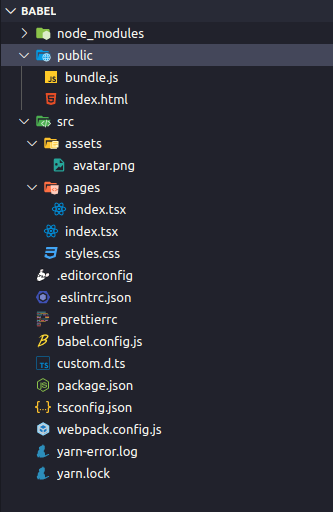 BABEL
node_modules
public
JS bundle.js
index.html
src
assets
avatar.png
pages
index.tsx
index.tsx
styles.css
.editorconfig
.eslintrc.json
.prettierrc
babel.config.js
TS custom.d.ts
package.json
tsconfig.json
webpack.config.js
yarn-error.log
yarn.lock